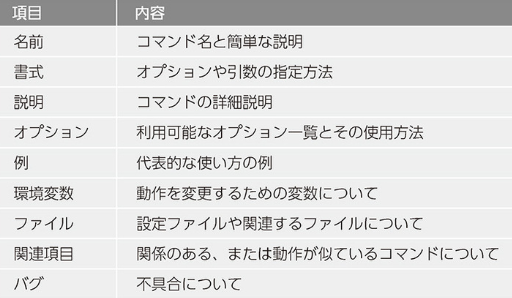 項目 内容
名前 コマンド名と簡単な説明
書式 オプションや引数の指定方法
説明 コマンドの詳細説明
オプション 利用可能なオプション一覧とその使用方法
例 代表的な使い方の例
環境変数 動作を変更するための変数について
ファイル 設定ファイルや関連するファイルについて
関連項目 関係のある、または動作が似ているコマンドについて
バグ 不具合について